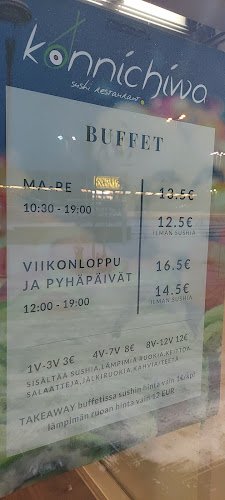 konnichiwa
sushi restaurant
BUFFET
MA-PE 13.5€
10:30 - 19:00 12.5€
ILMAN SUSHIA
VIIKONLOPPU 16.5€
JA PYHÄPÄIVÄT 14.5€
12:00 - 19:00 ILMAN SUSHIA
1V-3V 3€ 4V-7V 8€ 8V-12V 12€
SISÄLTÄÄ SUSHIA, LÄMPIMIÄ RUOKIA, KEITTOA,
SALAATTEJA, JÄLKIRUOKIA, KAHVIA/TEETÄ
TAKEAWAY buffetissa sushin hinta vain 1€/kpl
lämpimän ruoan hinta vain 12 EUR